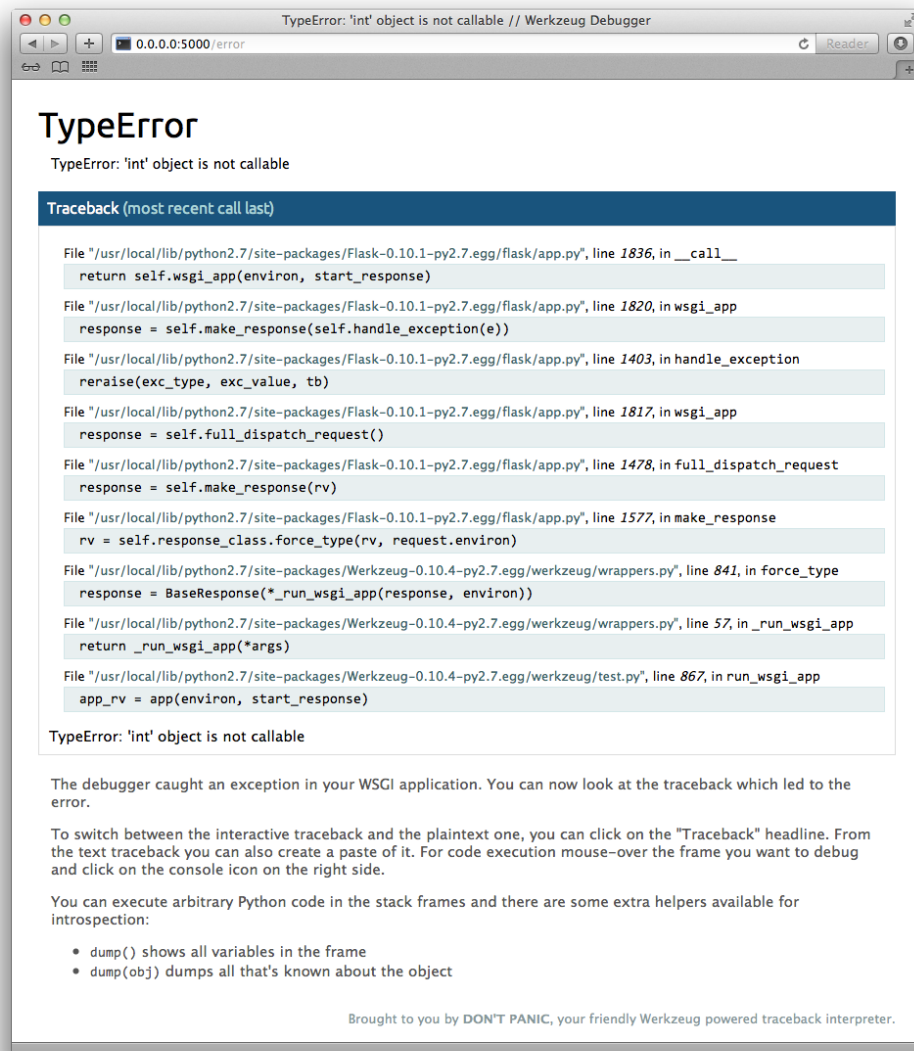 TypeError: 'int' object is not callable // Werkzeug Debugger
0.0.0.0:5000/error
Reader
TypeError
TypeError: 'int' object is not callable
Traceback (most recent call last)
File "/usr/local/lib/python2.7/site-packages/Flask-0.10.1-py2.7.egg/flask/app.py", line 1836, in __call__
return self.wsgi_app(environ, start_response)
File "/usr/local/lib/python2.7/site-packages/Flask-0.10.1-py2.7.egg/flask/app.py", line 1820, in wsgi_app
response = self.make_response(self.handle_exception(e))
File "/usr/local/lib/python2.7/site-packages/Flask-0.10.1-py2.7.egg/flask/app.py", line 1403, in handle_exception
reraise(exc_type, exc_value, tb)
File "/usr/local/lib/python2.7/site-packages/Flask-0.10.1-py2.7.egg/flask/app.py", line 1817, in wsgi_app
response = self.full_dispatch_request()
File "/usr/local/lib/python2.7/site-packages/Flask-0.10.1-py2.7.egg/flask/app.py", line 1478, in full_dispatch_request
response = self.make_response(rv)
File "/usr/local/lib/python2.7/site-packages/Flask-0.10.1-py2.7.egg/flask/app.py", line 1577, in make_response
rv = self.response_class.force_type(rv, request.environ)
File "/usr/local/lib/python2.7/site-packages/Werkzeug-0.10.4-py2.7.egg/werkzeug/wrappers.py", line 841, in force_type
response = BaseResponse(*_run_wsgi_app(response, environ))
File "/usr/local/lib/python2.7/site-packages/Werkzeug-0.10.4-py2.7.egg/werkzeug/wrappers.py", line 57, in _run_wsgi_app
return _run_wsgi_app(*args)
File "/usr/local/lib/python2.7/site-packages/Werkzeug-0.10.4-py2.7.egg/werkzeug/test.py", line 867, in run_wsgi_app
app_rv = app(environ, start_response)
TypeError: 'int' object is not callable
The debugger caught an exception in your WSGI application. You can now look at the traceback which led to the
error.
To switch between the interactive traceback and the plaintext one, you can click on the "Traceback" headline. From
the text traceback you can also create a paste of it. For code execution mouse-over the frame you want to debug
and click on the console icon on the right side.
You can execute arbitrary Python code in the stack frames and there are some extra helpers available for
introspection:
• dump() shows all variables in the frame
• dump(obj) dumps all that's known about the object
Brought to you by DON'T PANIC, your friendly Werkzeug powered traceback interpreter.